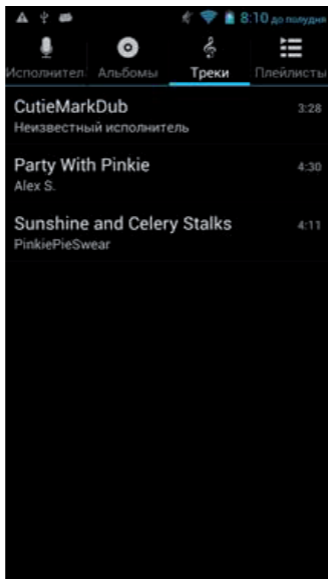 8:10 до полудня
Исполнител Альбомы Треки Плейлисты
CutieMarkDub 3:28
Неизвестный исполнитель
Party With Pinkie 4:30
Alex S.
Sunshine and Celery Stalks 4:11
PinkiePieSwear